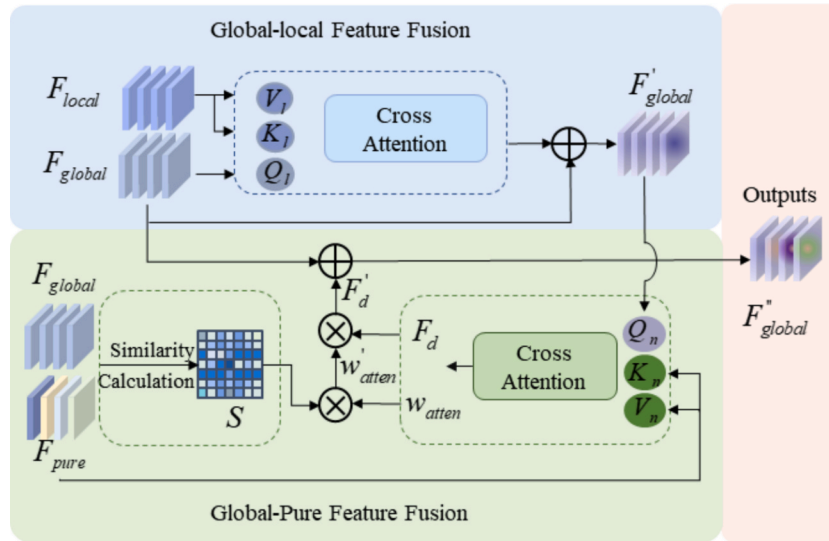 Global-local Feature Fusion
F_local
F_global
V_l
K_l
Q_l
Cross
Attention
F'_global
Outputs
F''_global
F_global
F_pure
Similarity
Calculation
S
F'_d
w'_atten
F_d
w_atten
Cross
Attention
Q_n
K_n
V_n
Global-Pure Feature Fusion